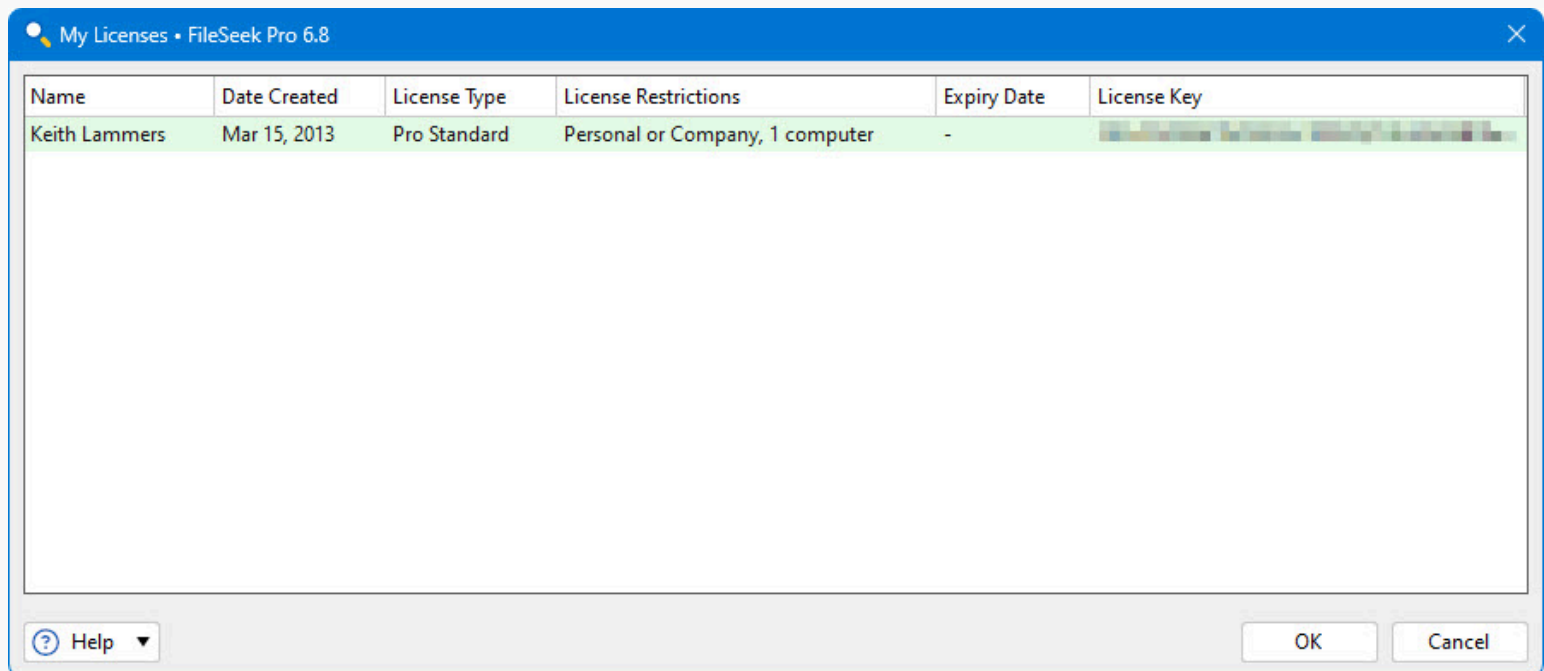 My Licenses • FileSeek Pro 6.8
Name Date Created License Type License Restrictions Expiry Date License Key
Keith Lammers Mar 15, 2013 Pro Standard Personal or Company, 1 computer -
Help OK Cancel